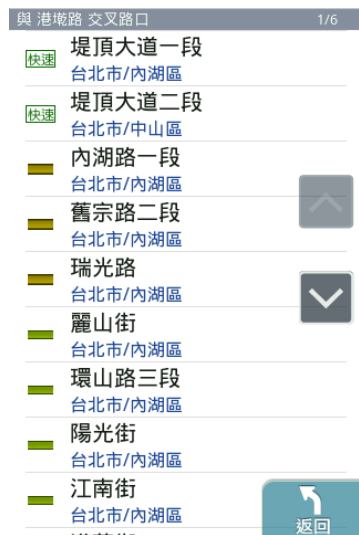 與 港墘路 交叉路口 1/6
快速 堤頂大道一段
台北市/內湖區
快速 堤頂大道二段
台北市/中山區
內湖路一段
台北市/內湖區
舊宗路二段
台北市/內湖區
瑞光路
台北市/內湖區
麗山街
台北市/內湖區
環山路三段
台北市/內湖區
陽光街
台北市/內湖區
江南街
台北市/內湖區
返回